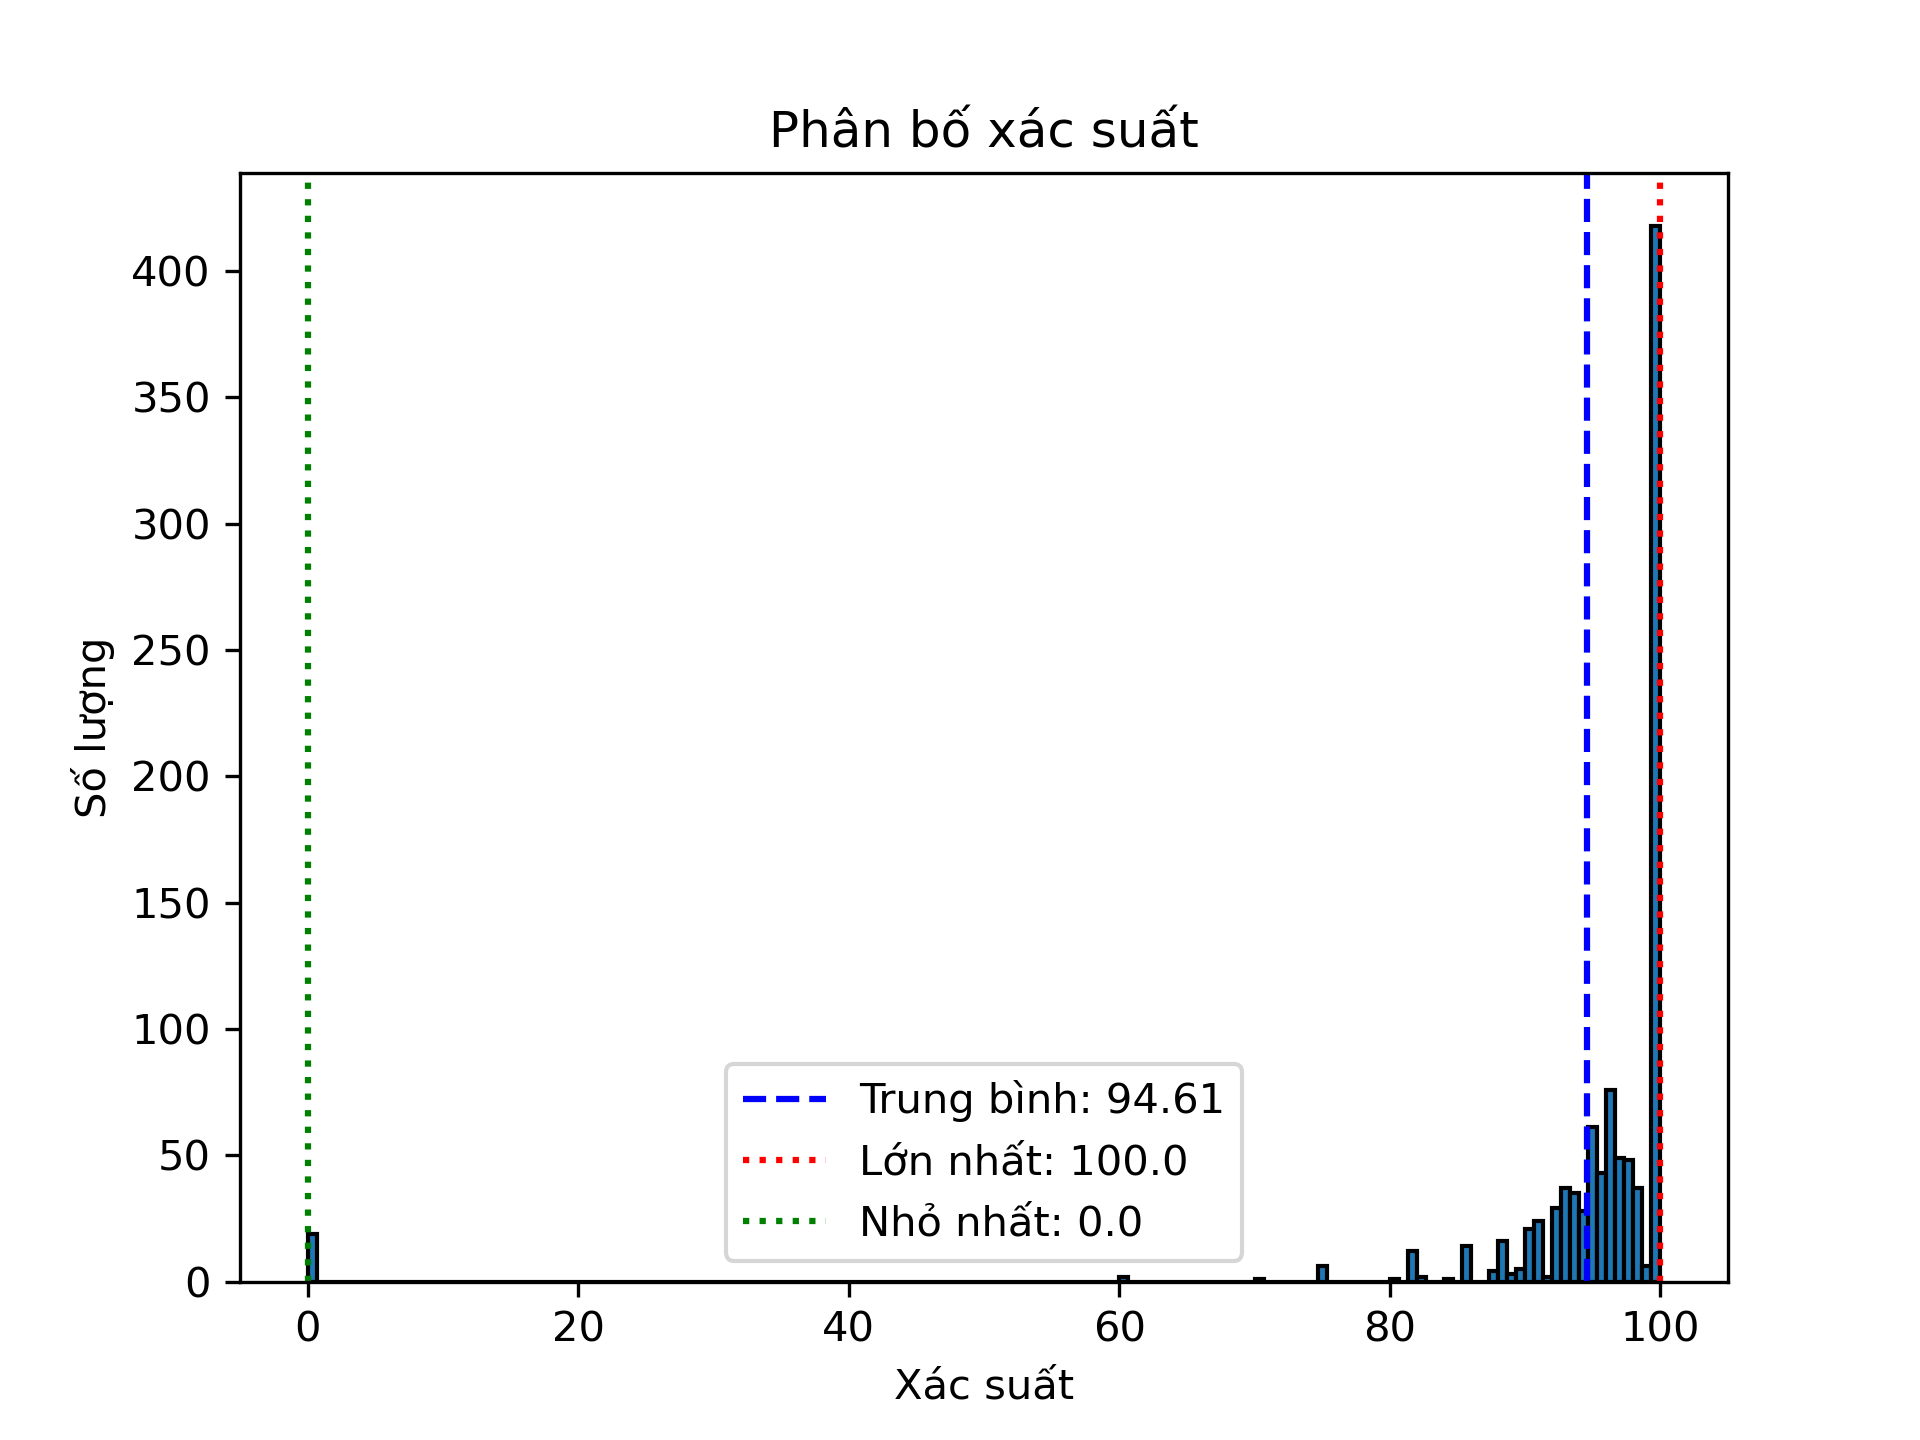 Phân bố xác suất
400
350
300
250
200
150
100
50
0
Số lượng
Trung bình: 94.61
Lớn nhất: 100.0
Nhỏ nhất: 0.0
0 20 40 60 80 100
Xác suất